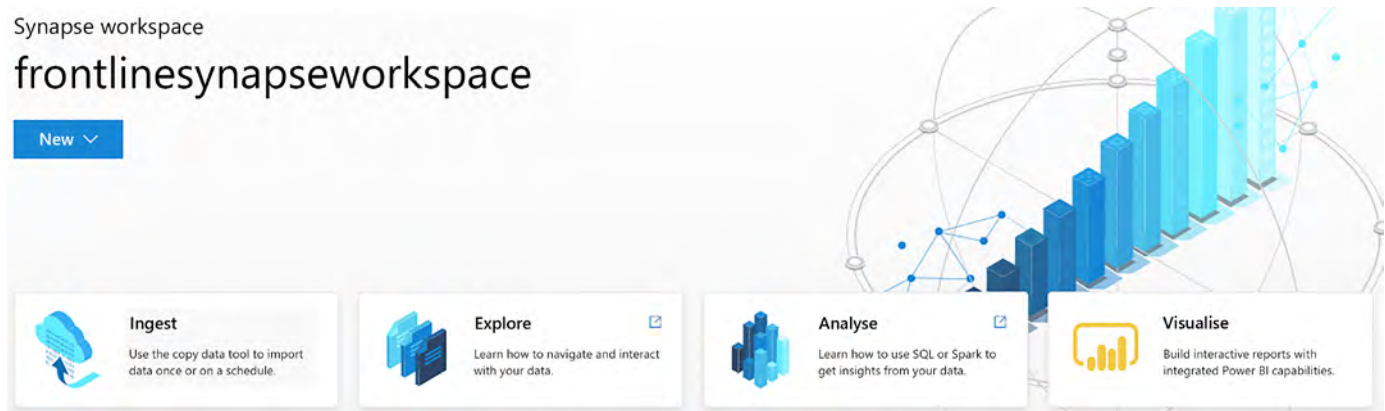 Synapse workspace
frontlinesynapseworkspace
New
Ingest
Use the copy data tool to import
data once or on a schedule.
Explore
Learn how to navigate and interact
with your data.
Analyse
Learn how to use SQL or Spark to
get insights from your data.
Visualise
Build interactive reports with
integrated Power BI capabilities.